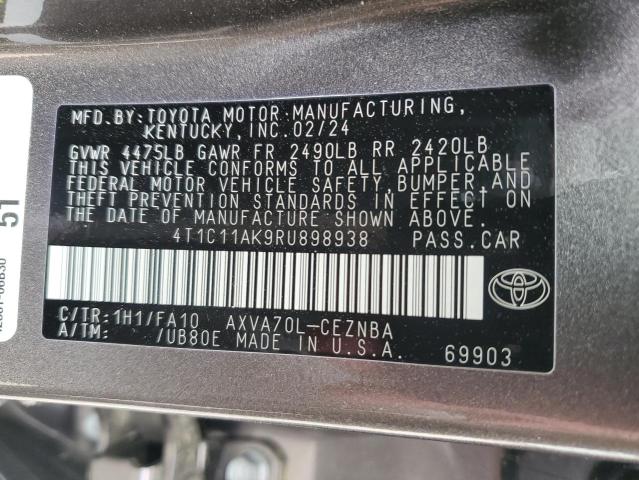 MFD.BY:TOYOTA MOTOR MANUFACTURING,
KENTUCKY,INC.02/24
GVWR 4475LB GAWR FR 2490LB RR 2420LB
THIS VEHICLE CONFORMS TO ALL APPLICABLE
FEDERAL MOTOR VEHICLE SAFETY,BUMPER,AND
THEFT PREVENTION STANDARDS IN EFFECT ON
THE DATE OF MANUFACTURE SHOWN ABOVE.
4T1C11AK9RU898938 PASS.CAR
C/TR:1H1/FA10 AXVA70L-CEZNBA
A/TM: /UB80E MADE IN U.S.A.
69903
51